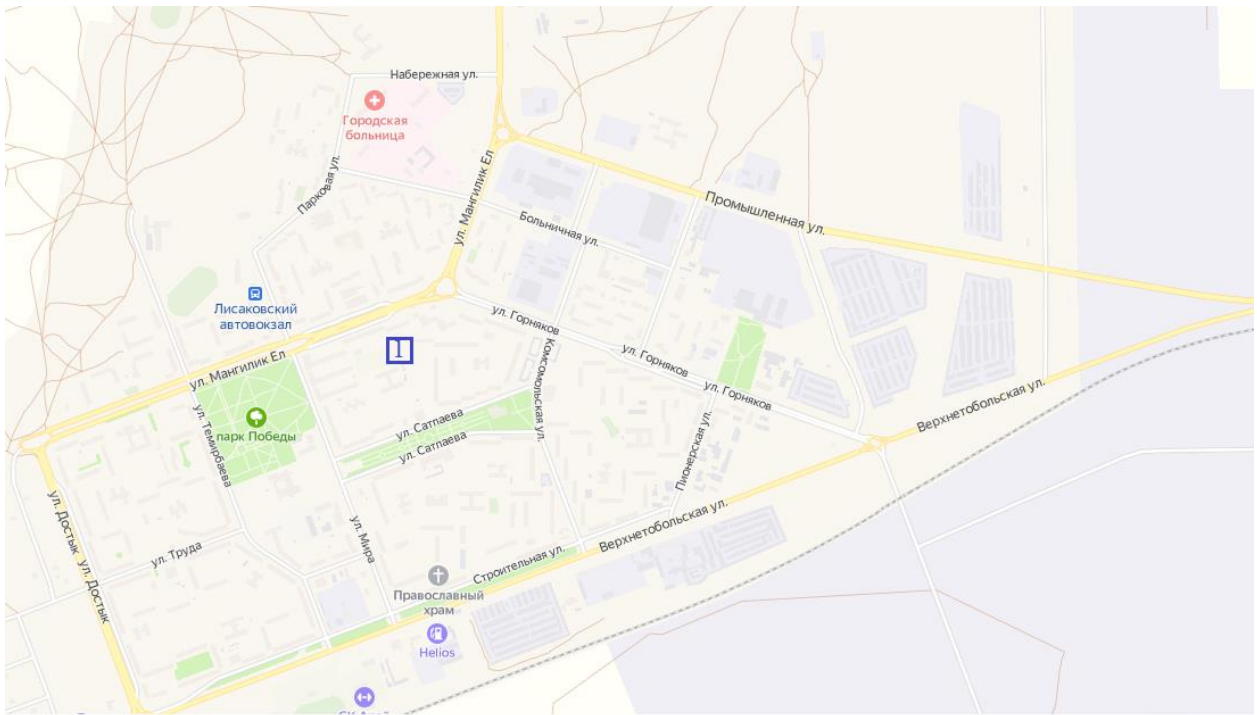 Набережная ул.
Городская
больница
Парковая ул.
ул. Мангилик Ел
Больничная ул.
Промышленная ул.
Лисаковский
автовокзал
ул. Горняков
ул. Горняков
ул. Горняков
1
Комсомольская ул.
ул. Мангилик Ел
парк Победы
ул. Темирбаева
ул. Сатпаева
ул. Сатпаева
Верхнетобольская ул.
Пионерская ул.
ул. Достык
ул. Достык
ул. Труда
ул. Мира
Строительная ул.
Верхнетобольская ул.
Православный
храм
Helios